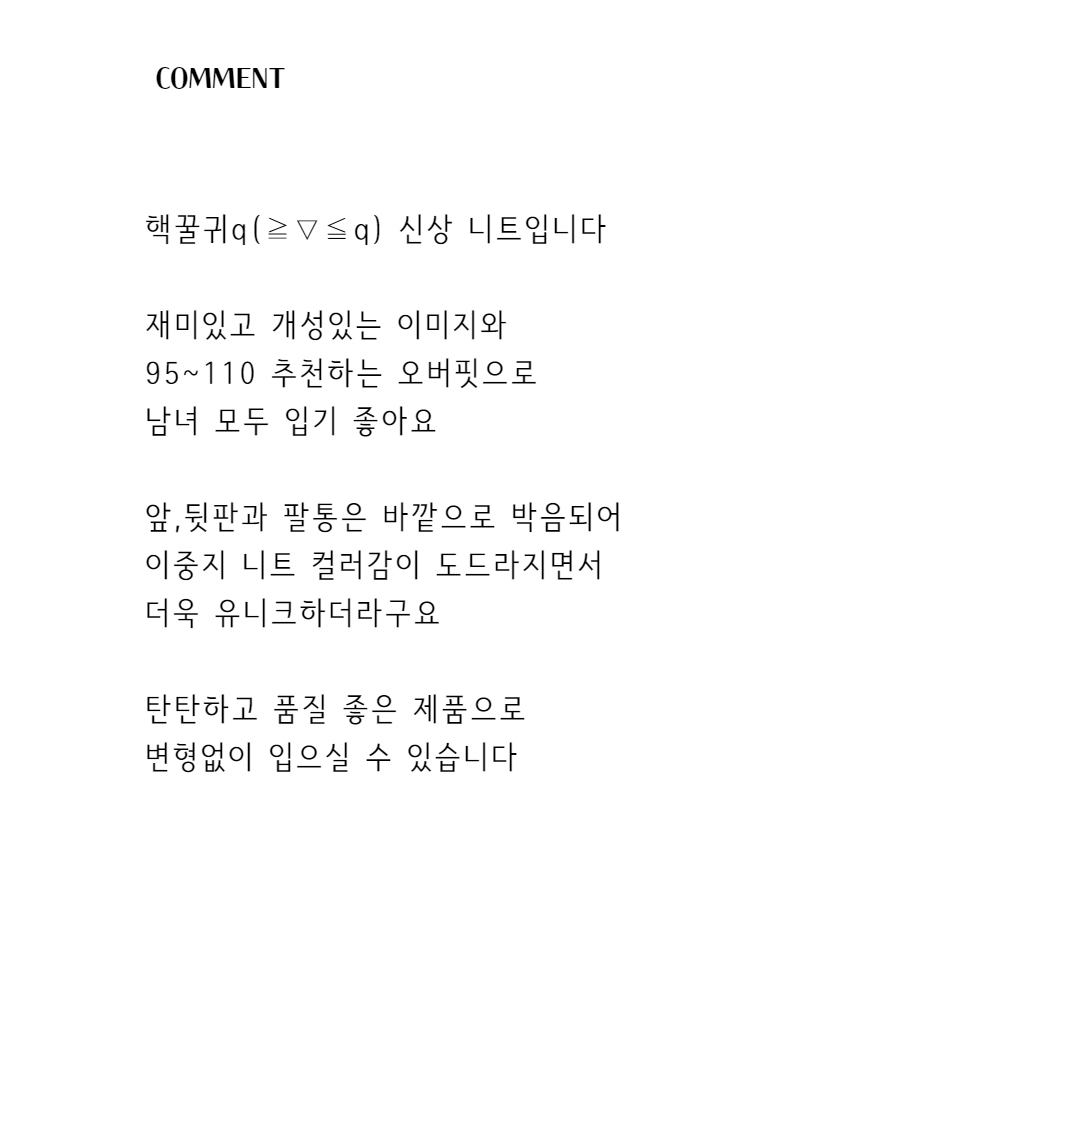 COMMENT
핵꿀귀q(≧▽≦q) 신상 니트입니다
재미있고 개성있는 이미지와
95~110 추천하는 오버핏으로
남녀 모두 입기 좋아요
앞,뒷판과 팔통은 바깥으로 박음되어
이중지 니트 컬러감이 도드라지면서
더욱 유니크하더라구요
탄탄하고 품질 좋은 제품으로
변형없이 입으실 수 있습니다